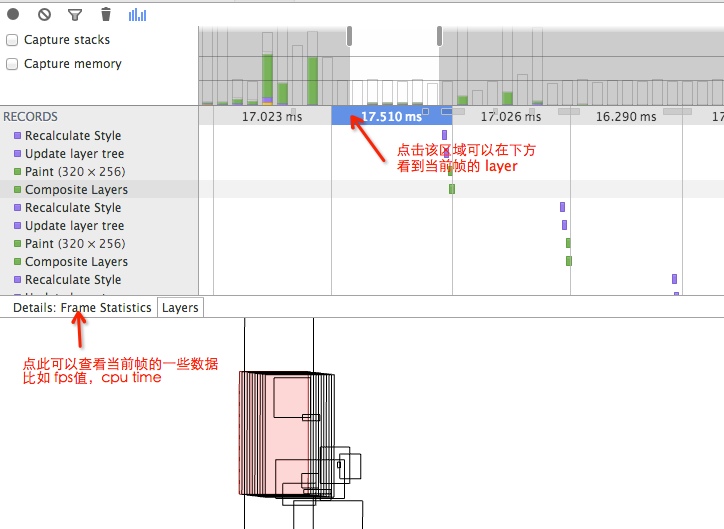 Capture stacks
Capture memory
RECORDS
17.023 ms
17.510 ms
17.026 ms
16.290 ms
17
Recalculate Style
Update layer tree
Paint (320 × 256)
Composite Layers
Recalculate Style
Update layer tree
Paint (320 × 256)
Composite Layers
Recalculate Style
点击该区域可以在下方
看到当前帧的 layer
Details: Frame Statistics
Layers
点此可以查看当前帧的一些数据
比如 fps值，cpu time